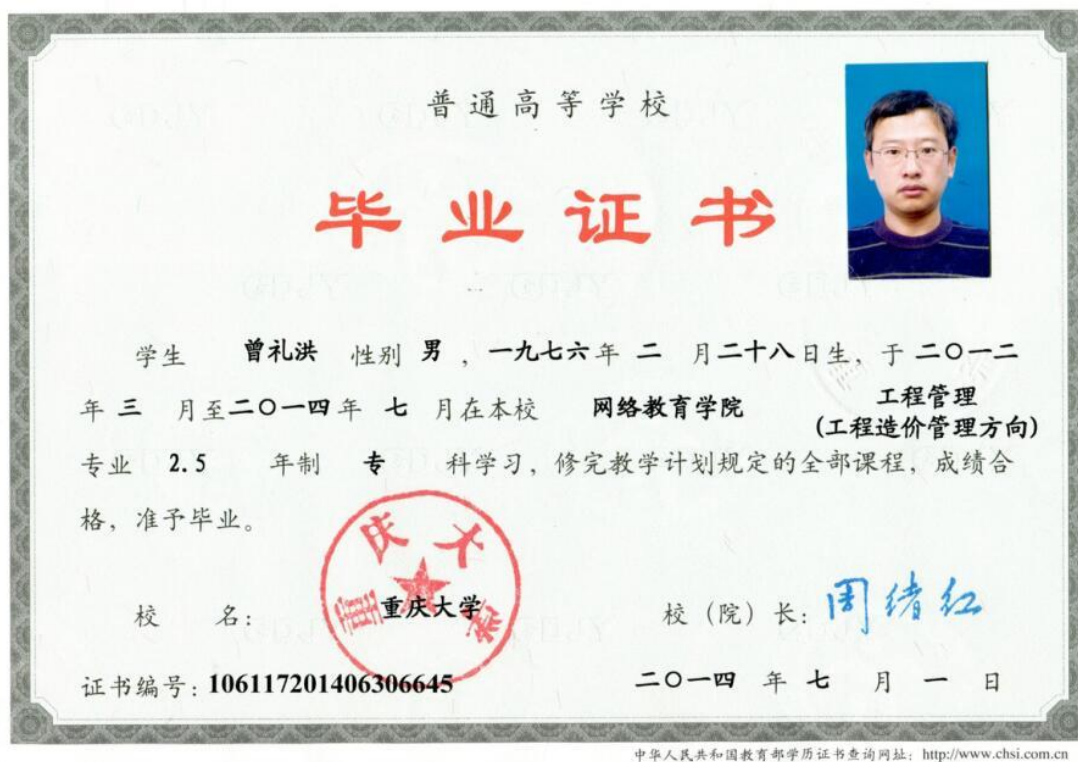 普通高等学校
毕业证书
学生 曾礼洪 性别 男，一九七六年 二 月二十八日生，于 二〇一二
年 三 月至二〇一四年 七 月在本校 网络教育学院 工程管理
(工程造价管理方向)
专业 2.5 年制 专 科学习，修完教学计划规定的全部课程，成绩合
格，准予毕业。
重庆大学
校 名：重庆大学 校（院）长：周绪红
证书编号：106117201406306645 二〇一四 年 七 月 一 日
中华人民共和国教育部学历证书查询网址：http://www.chsi.com.cn